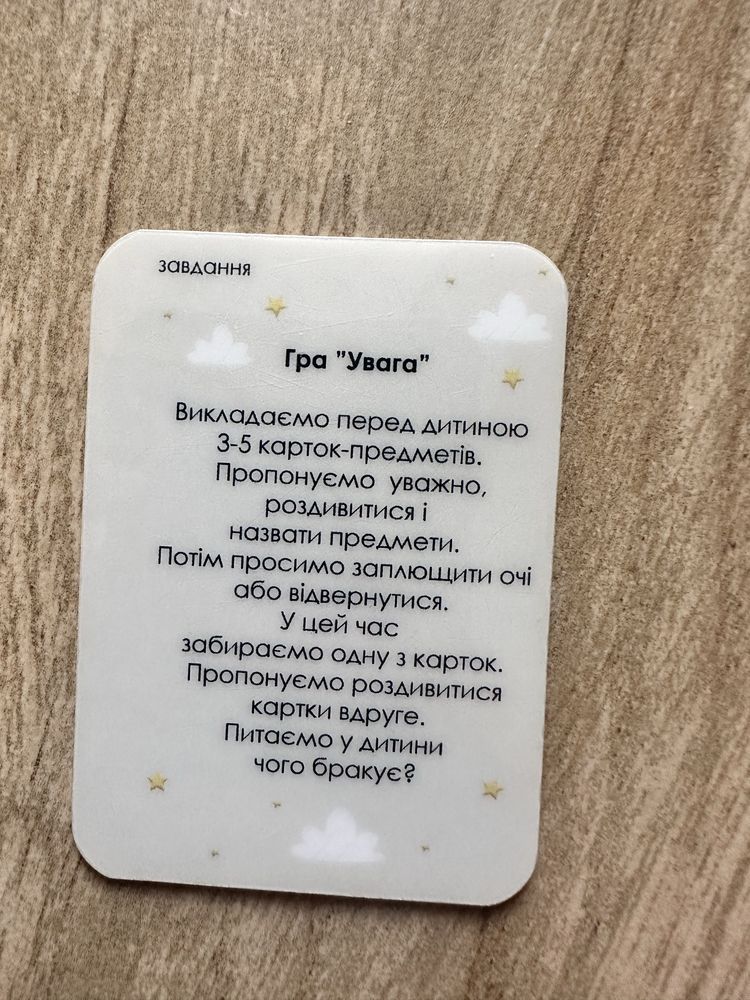 завдання
Гра "Увага"
Викладаємо перед дитиною
3-5 карток-предметів.
Пропонуємо уважно,
роздивитися і
назвати предмети.
Потім просимо заплющити очі
або відвернутися.
У цей час
забираємо одну з карток.
Пропонуємо роздивитися
картки вдруге.
Питаємо у дитини
чого бракує?